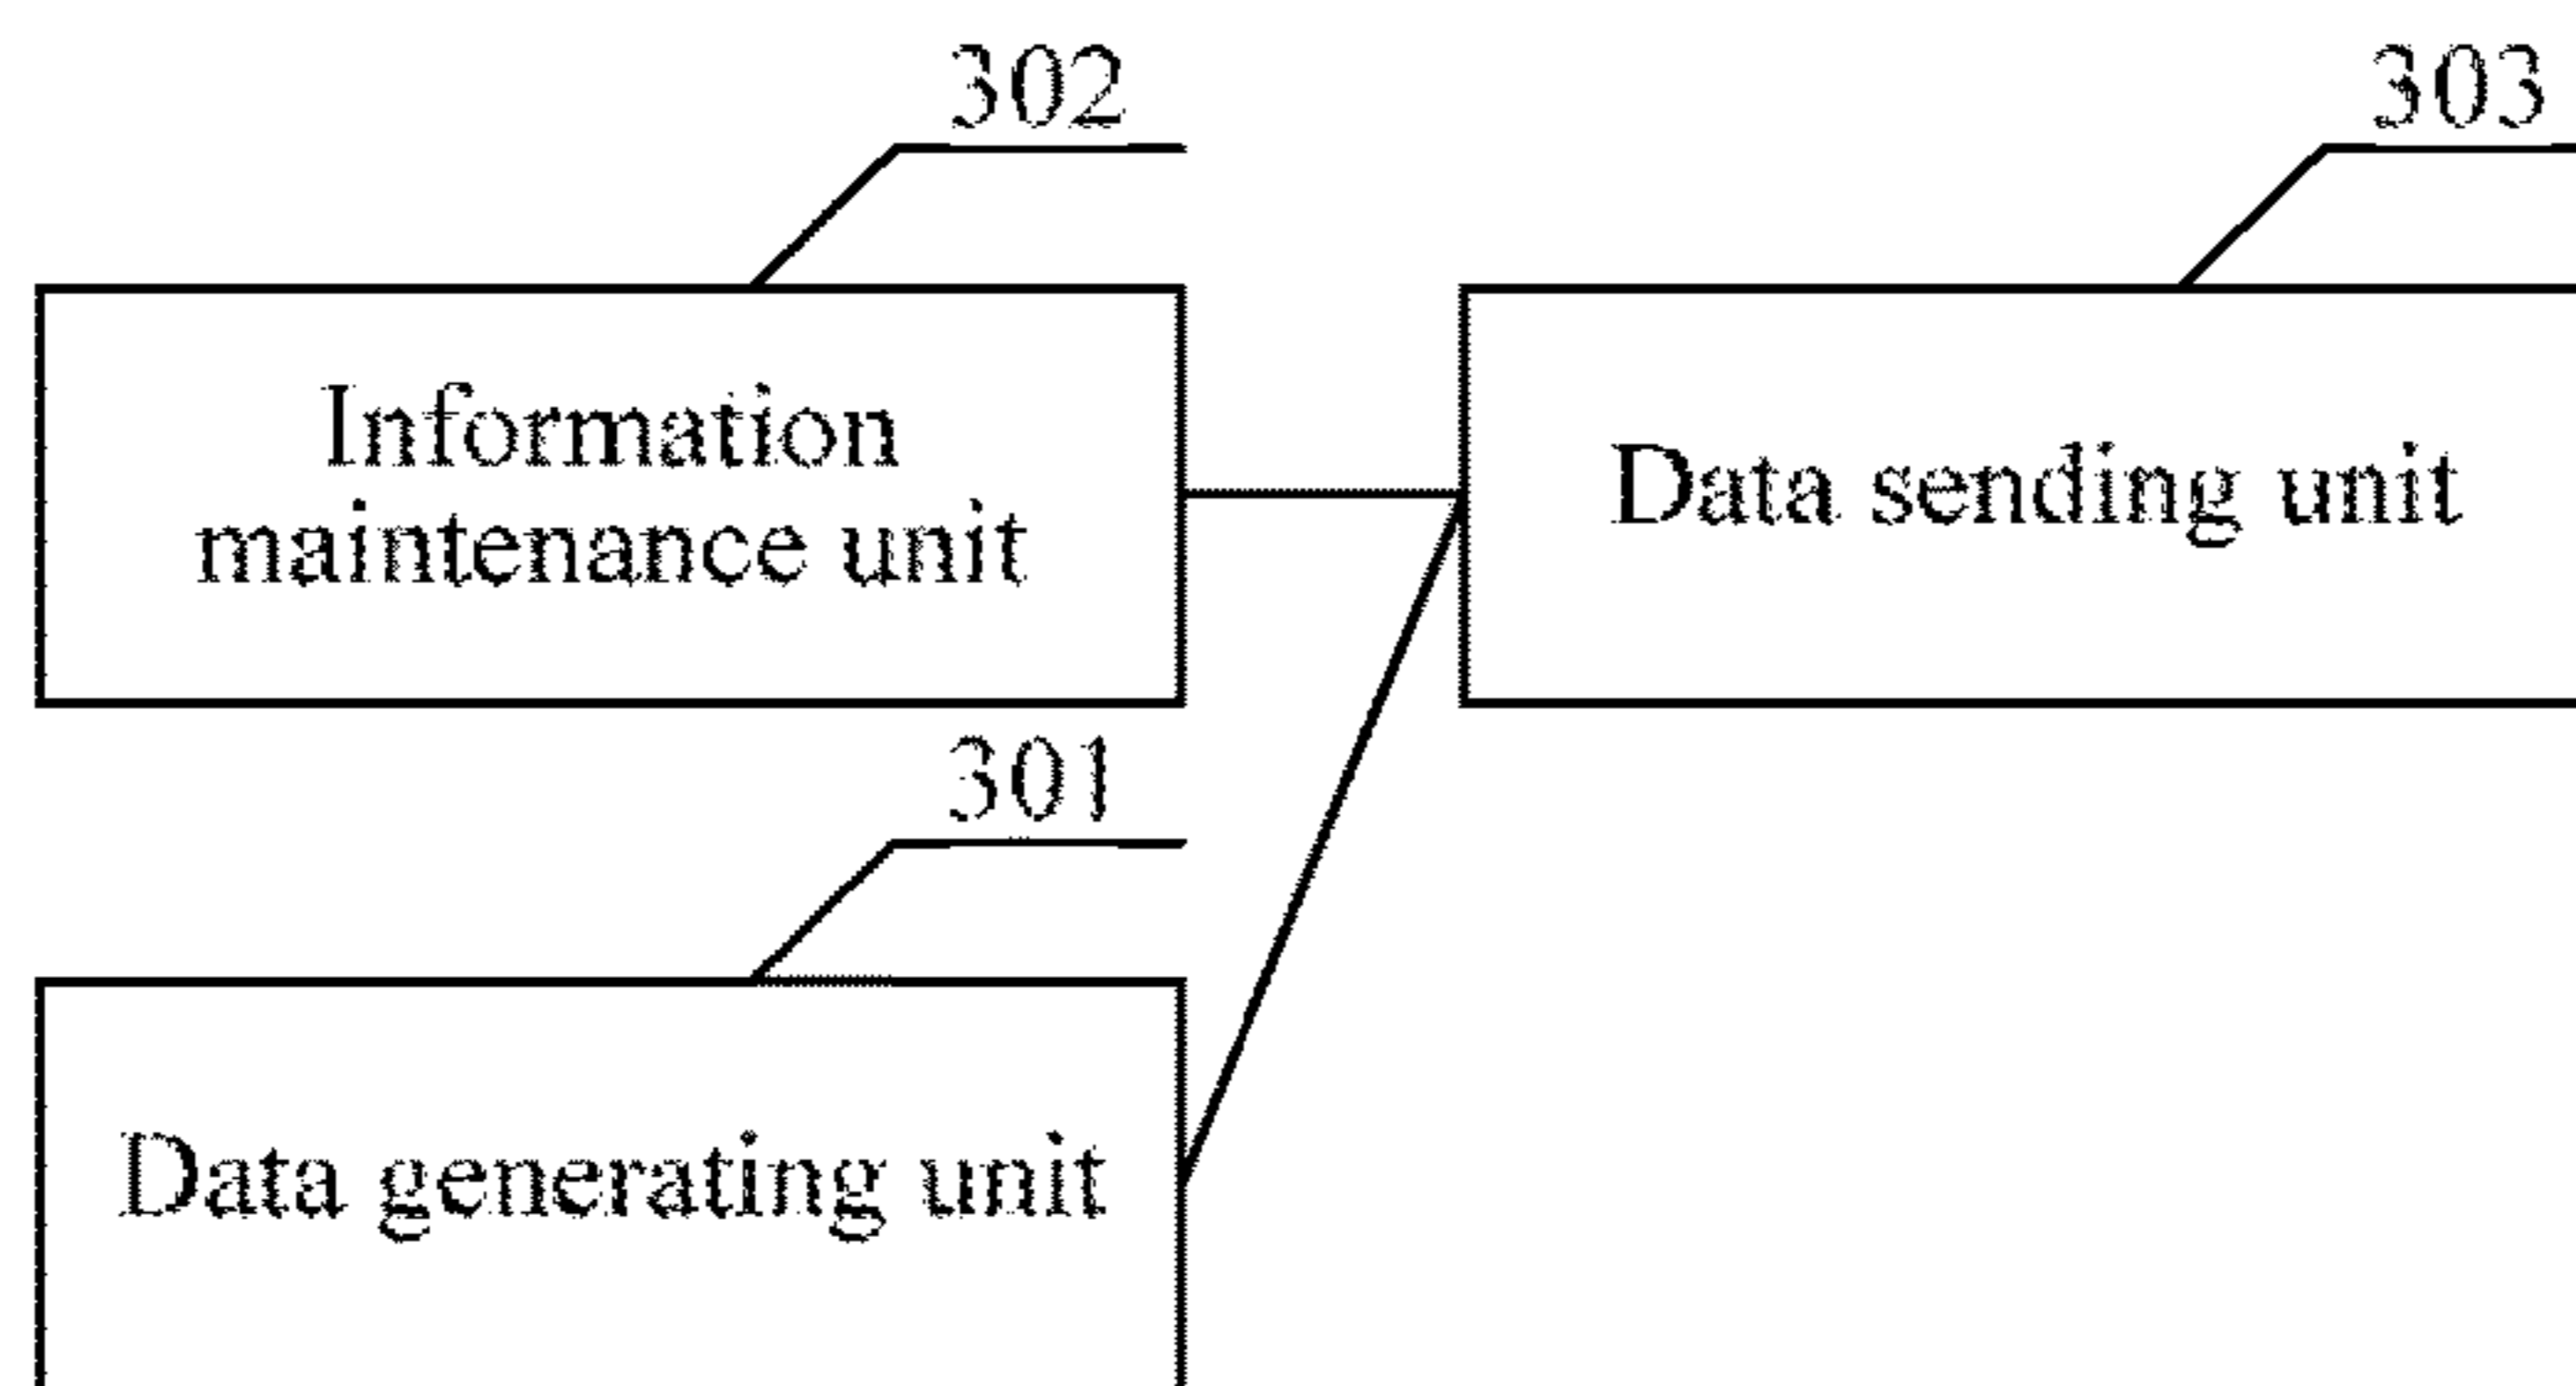 302
303
Information
maintenance unit
Data sending unit
301
Data generating unit